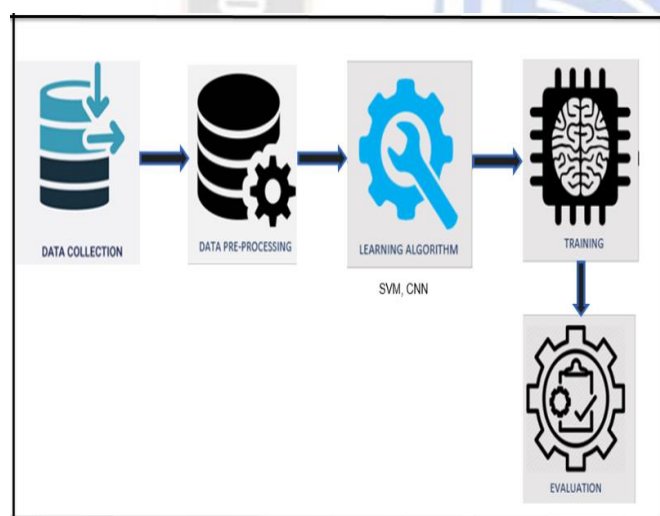 DATA COLLECTION
DATA PRE-PROCESSING
LEARNING ALGORITHM
TRAINING
SVM, CNN
EVALUATION